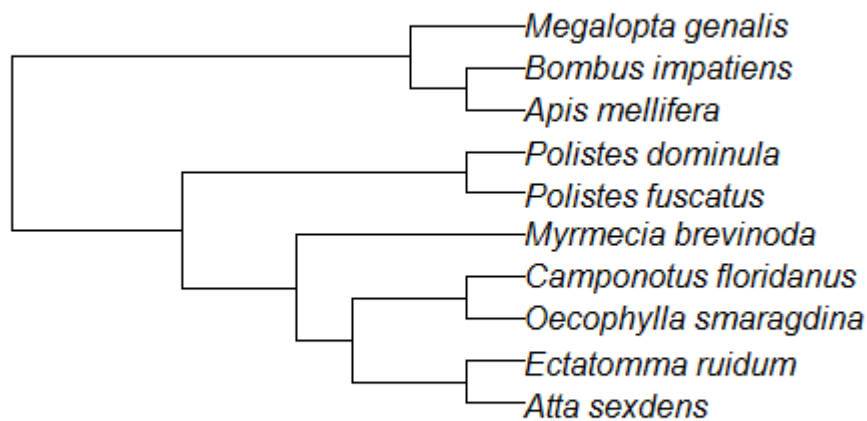 Megalopta genalis
Bombus impatiens
Apis mellifera
Polistes dominula
Polistes fuscatus
Myrmecia brevinoda
Camponotus floridanus
Oecophylla smaragdina
Ectatomma ruidum
Atta sexdens